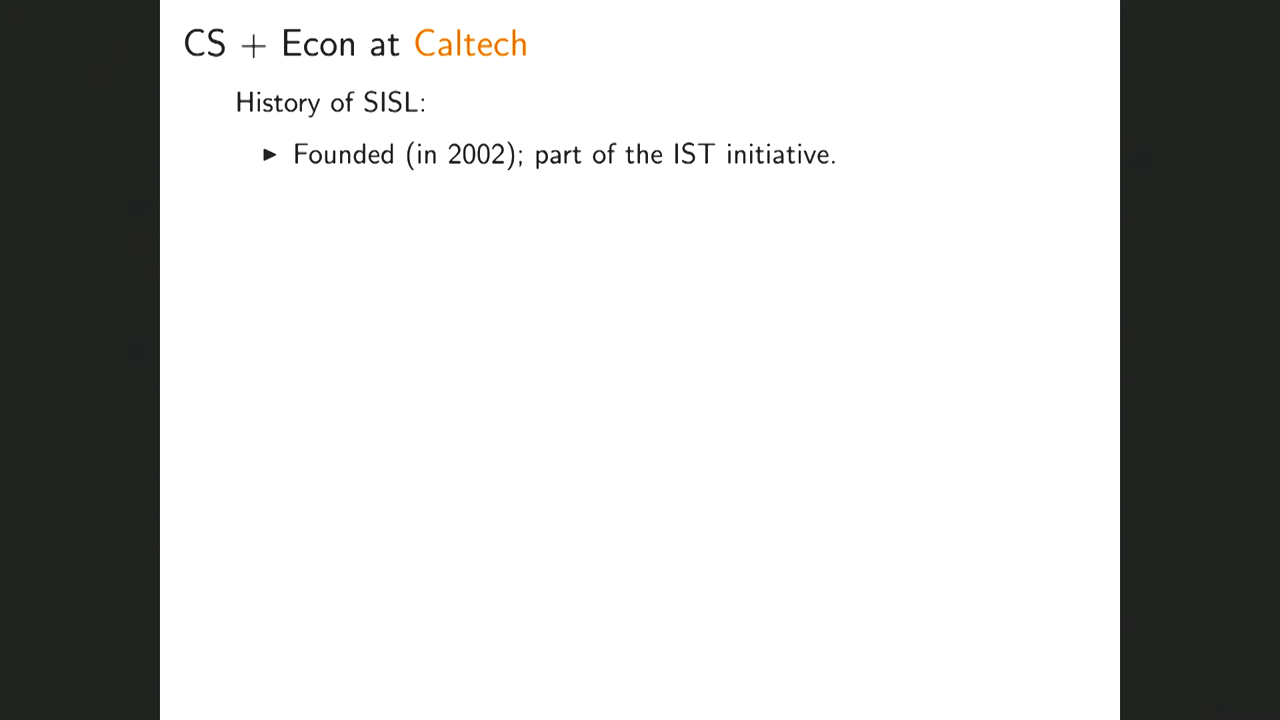 CS + Econ at Caltech
History of SISL:
▶ Founded (in 2002); part of the IST initiative.